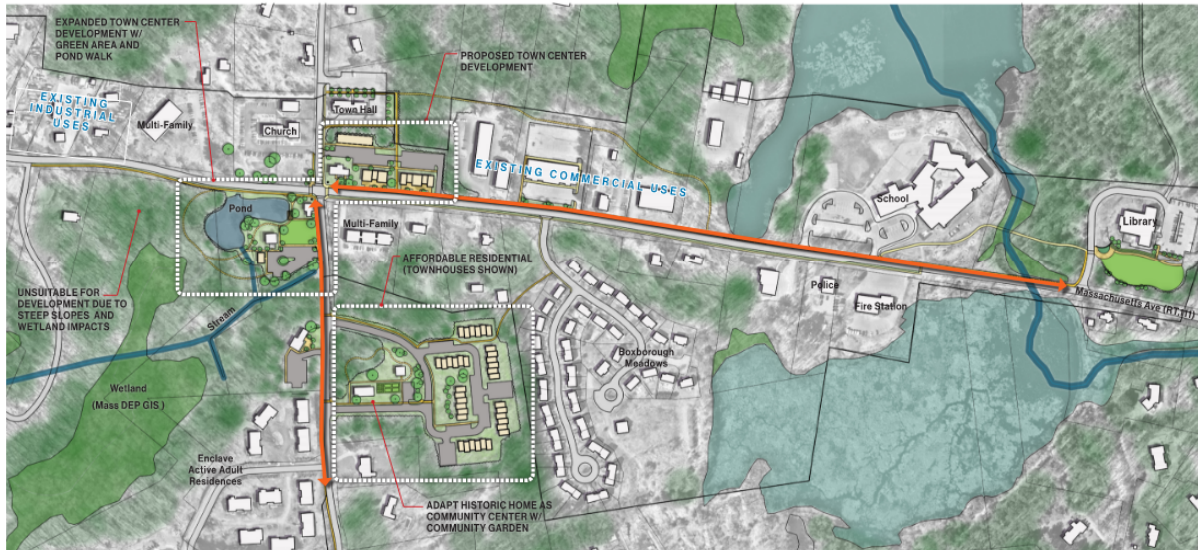 EXPANDED TOWN CENTER
DEVELOPMENT W/
GREEN AREA AND
POND WALK
PROPOSED TOWN CENTER
DEVELOPMENT
EXISTING
INDUSTRIAL
USES
Multi-Family
Church
Town Hall
EXISTING COMMERCIAL USES
School
Library
Pond
Multi-Family
AFFORDABLE RESIDENTIAL
(TOWNHOUSES SHOWN)
UNSUITABLE FOR
DEVELOPMENT DUE TO
STEEP SLOPES AND
WETLAND IMPACTS
Stream
Police
Fire Station
Massachusetts Ave (RT.111)
Boxborough
Meadows
Wetland
(Mass DEP GIS )
Enclave
Active Adult
Residences
ADAPT HISTORIC HOME AS
COMMUNITY CENTER W/
COMMUNITY GARDEN